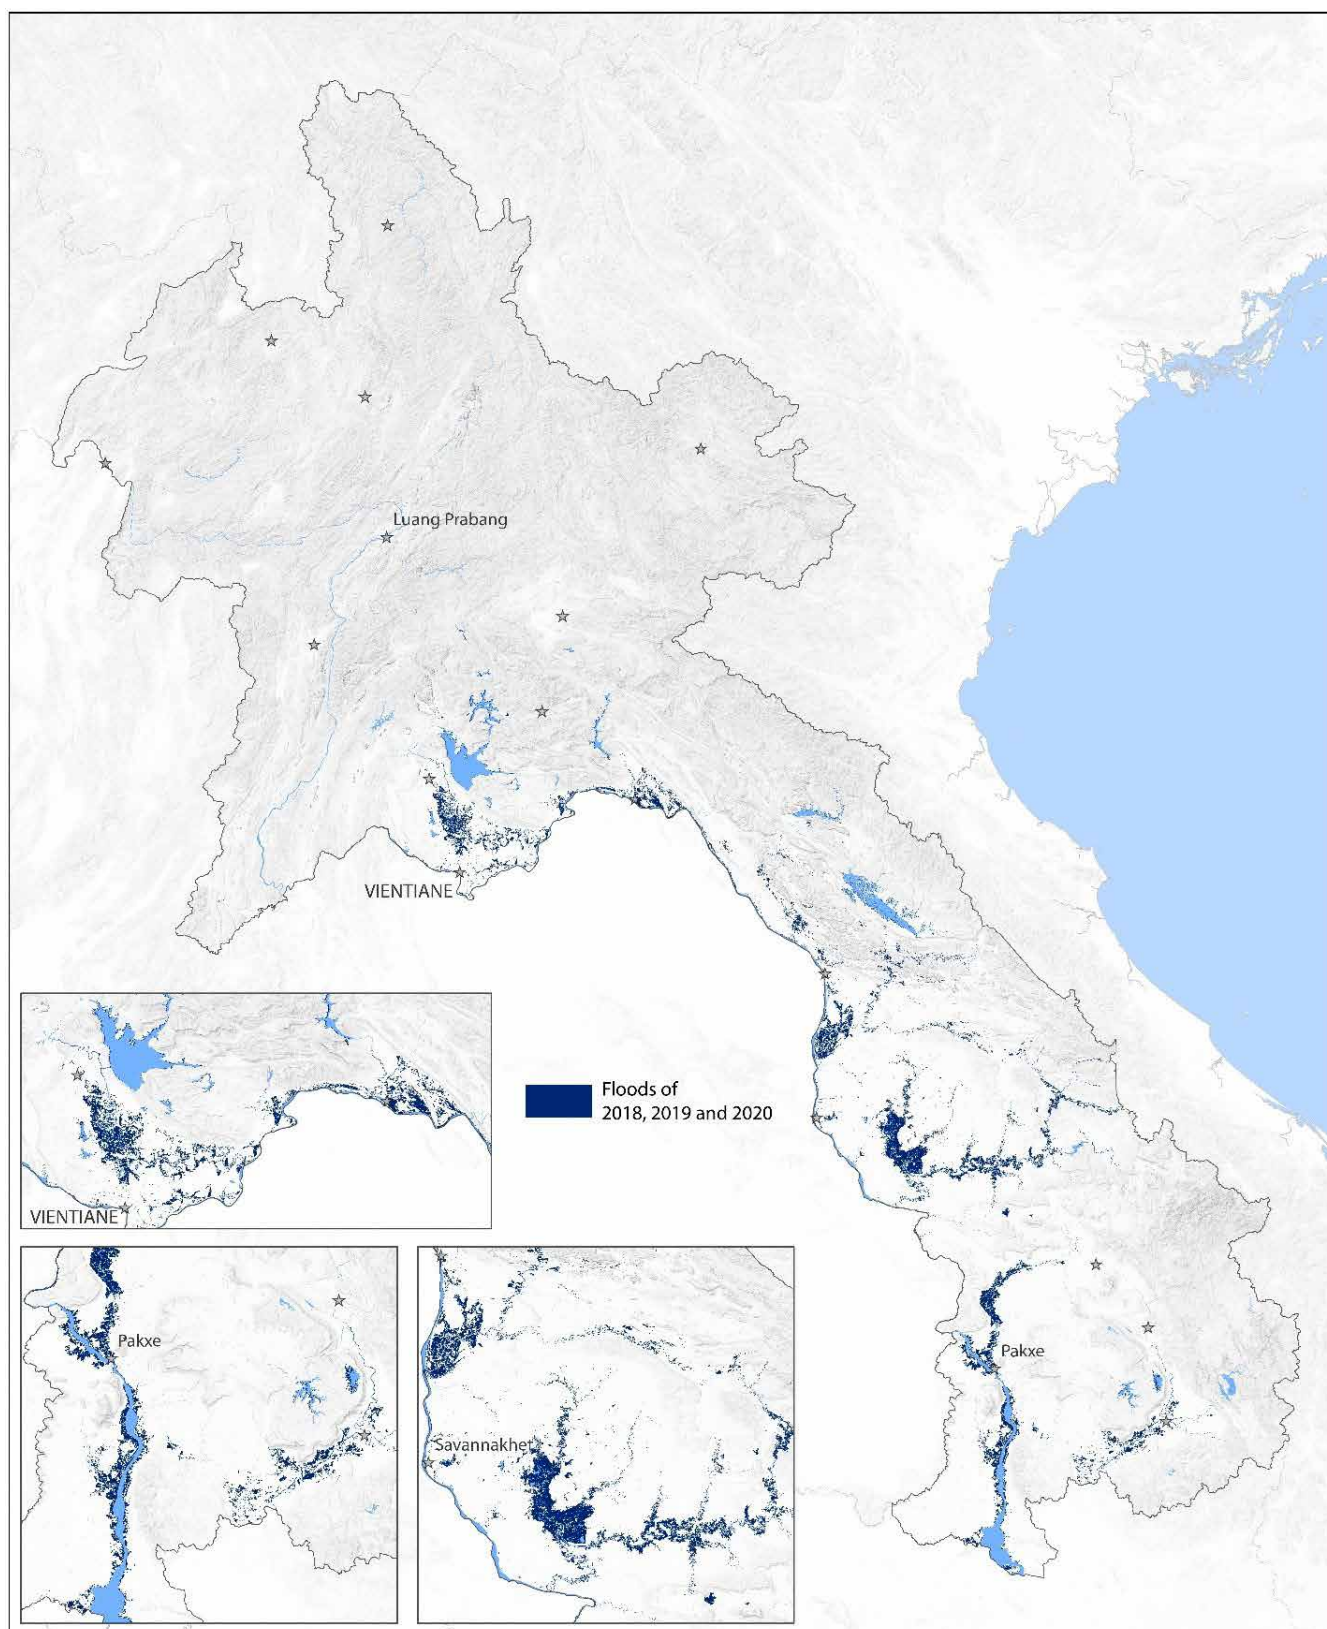 Luang Prabang
VIENTIANE
Floods of
2018, 2019 and 2020
VIENTIANE
Pakxe
Savannakhet
Pakxe